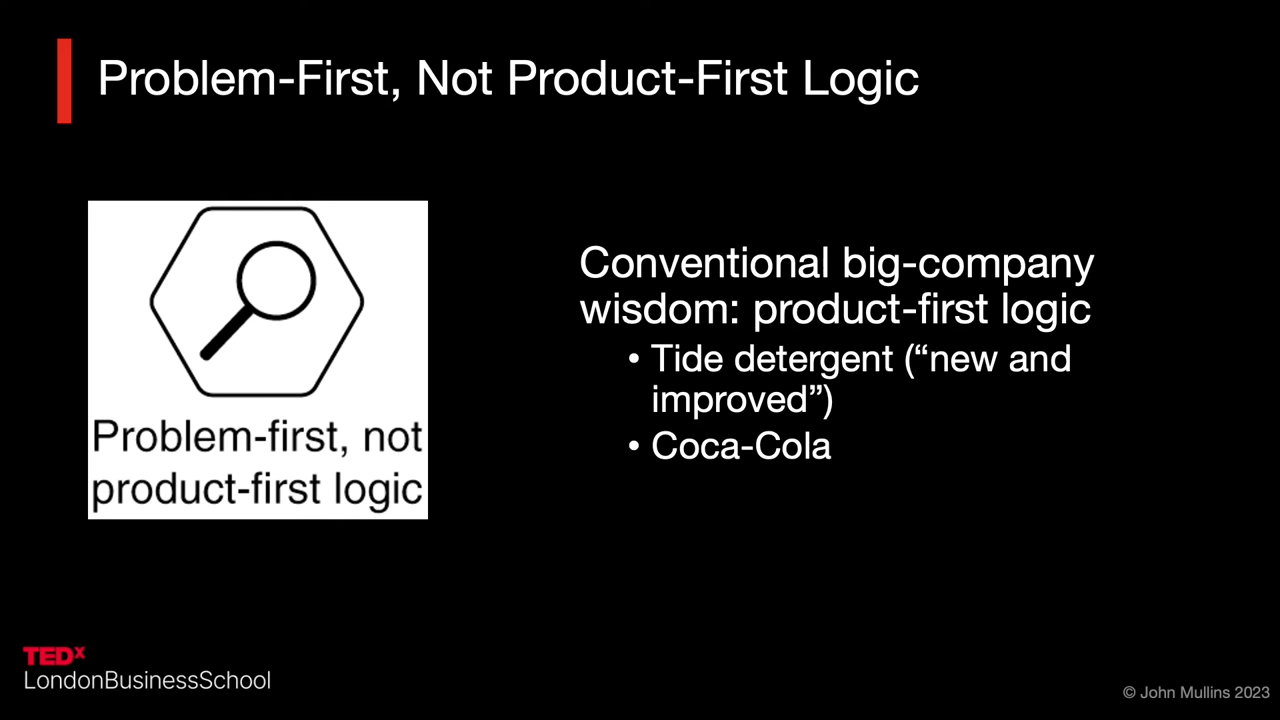 Problem-First, Not Product-First Logic
Problem-first, not
product-first logic
Conventional big-company
wisdom: product-first logic
• Tide detergent (“new and
improved”)
• Coca-Cola
TEDx
LondonBusinessSchool
© John Mullins 2023